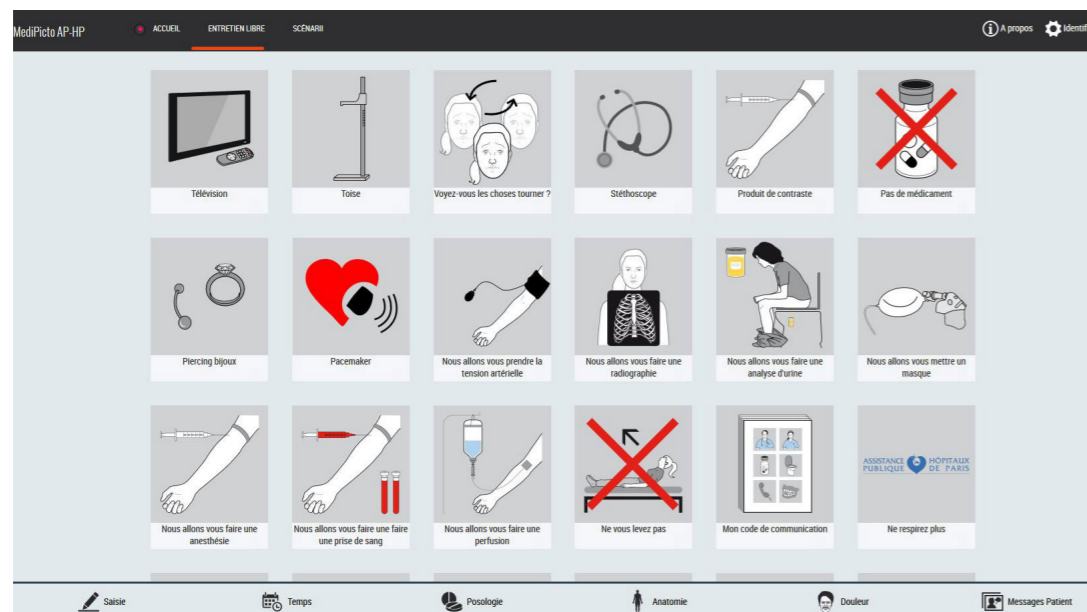 MediPicto AP-HP
ACCUEIL
ENTRETIEN LIBRE
SCÉNARII
A propos
Identif
Télévision
Toise
Voyez-vous les choses tourner ?
Stéthoscope
Produit de contraste
Pas de médicament
Piercing bijoux
Pacemaker
Nous allons vous prendre la
tension artérielle
Nous allons vous faire une
radiographie
Nous allons vous faire une
analyse d'urine
Nous allons vous mettre un
masque
Nous allons vous faire une
anesthésie
Nous allons vous faire une faire
une prise de sang
Nous allons vous faire une
perfusion
Ne vous levez pas
Mon code de communication
ASSISTANCE HÔPITAUX
PUBLIQUE DE PARIS
Ne respirez plus
Saisie
Temps
Posologie
Anatomie
Douleur
Messages Patient